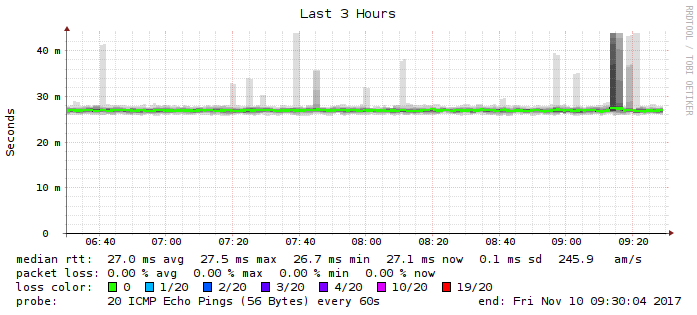 Last 3 Hours
RRDTOOL / TOBI OETIKER
Seconds
40 m
30 m
20 m
10 m
0
06:40 07:00 07:20 07:40 08:00 08:20 08:40 09:00 09:20
median rtt: 27.0 ms avg 27.5 ms max 26.7 ms min 27.1 ms now 0.1 ms sd 245.9 am/s
packet loss: 0.00 % avg 0.00 % max 0.00 % min 0.00 % now
loss color: 0 1/20 2/20 3/20 4/20 10/20 19/20
probe: 20 ICMP Echo Pings (56 Bytes) every 60s end: Fri Nov 10 09:30:04 2017